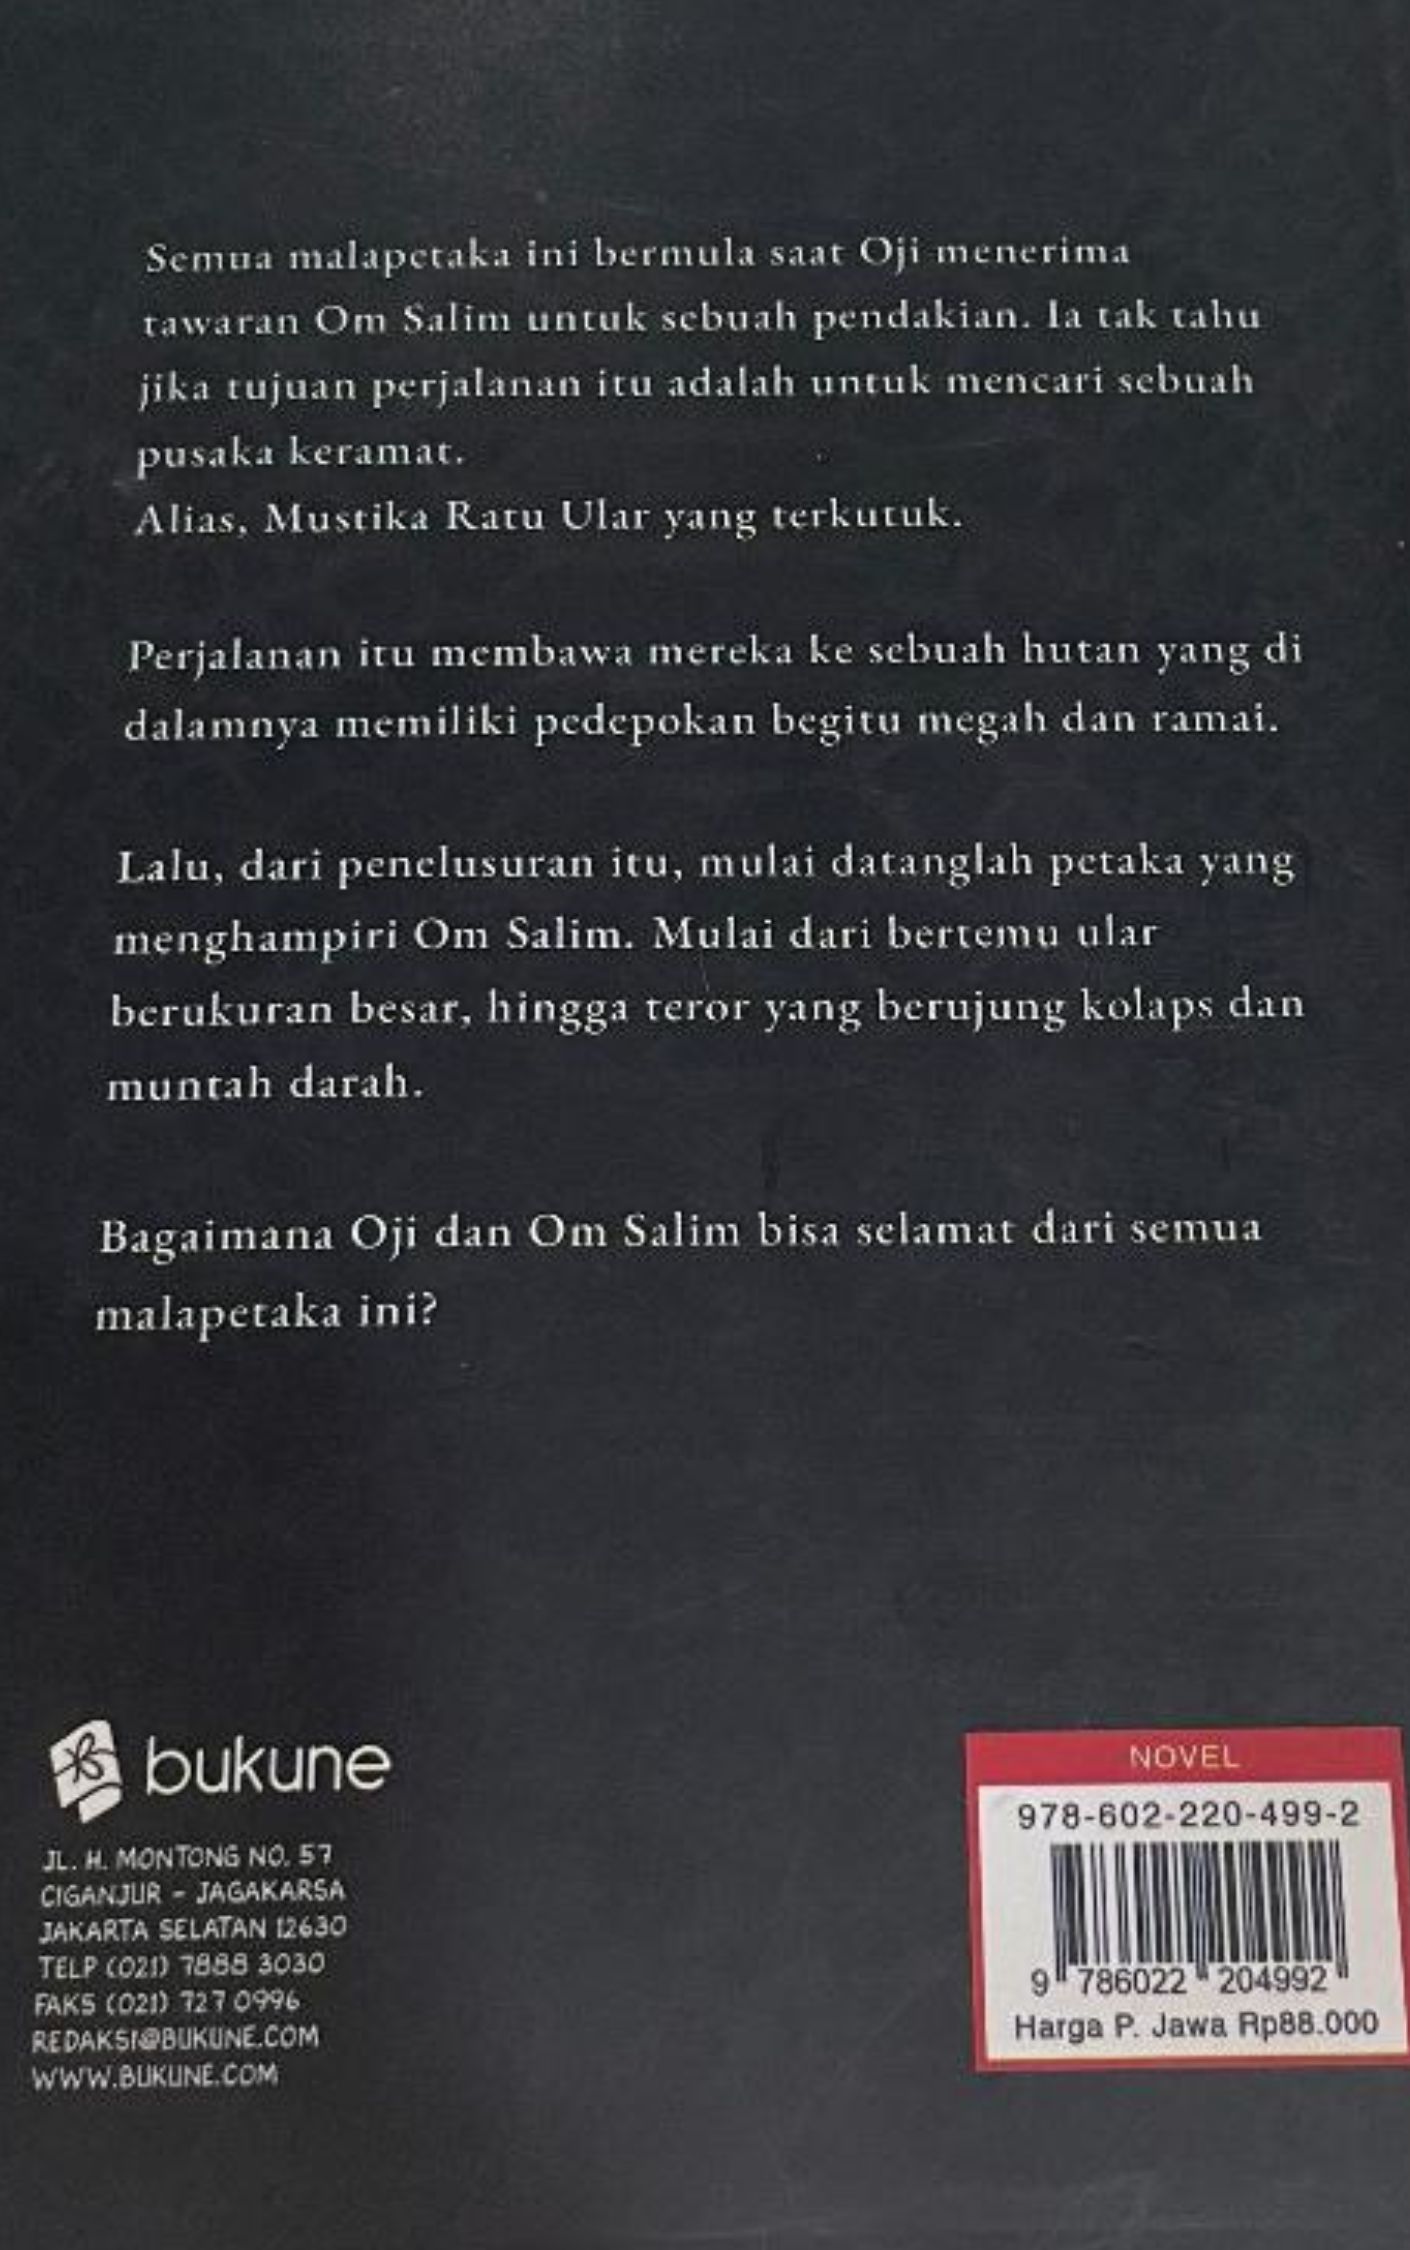 Semua malapetaka ini bermula saat Oji menerima
tawaran Om Salim untuk sebuah pendakian. Ia tak tahu
jika tujuan perjalanan itu adalah untuk mencari sebuah
pusaka keramat.
Alias, Mustika Ratu Ular yang terkutuk.
Perjalanan itu membawa mereka ke sebuah hutan yang di
dalamnya memiliki pedepokan begitu megah dan ramai.
Lalu, dari penelusuran itu, mulai datanglah petaka yang
menghampiri Om Salim. Mulai dari bertemu ular
berukuran besar, hingga teror yang berujung kolaps dan
muntah darah.
Bagaimana Oji dan Om Salim bisa selamat dari semua
malapetaka ini?
bukune
JL. H. MONTONG NO. 57
CIGANJUR - JAGAKARSA
JAKARTA SELATAN 12630
TELP (021) 7888 3030
FAKS (021) 727 0996
REDAKSI@BUKUNE.COM
WWW.BUKUNE.COM
NOVEL
978-602-220-499-2
9 786022 204992
Harga P. Jawa Rp88.000